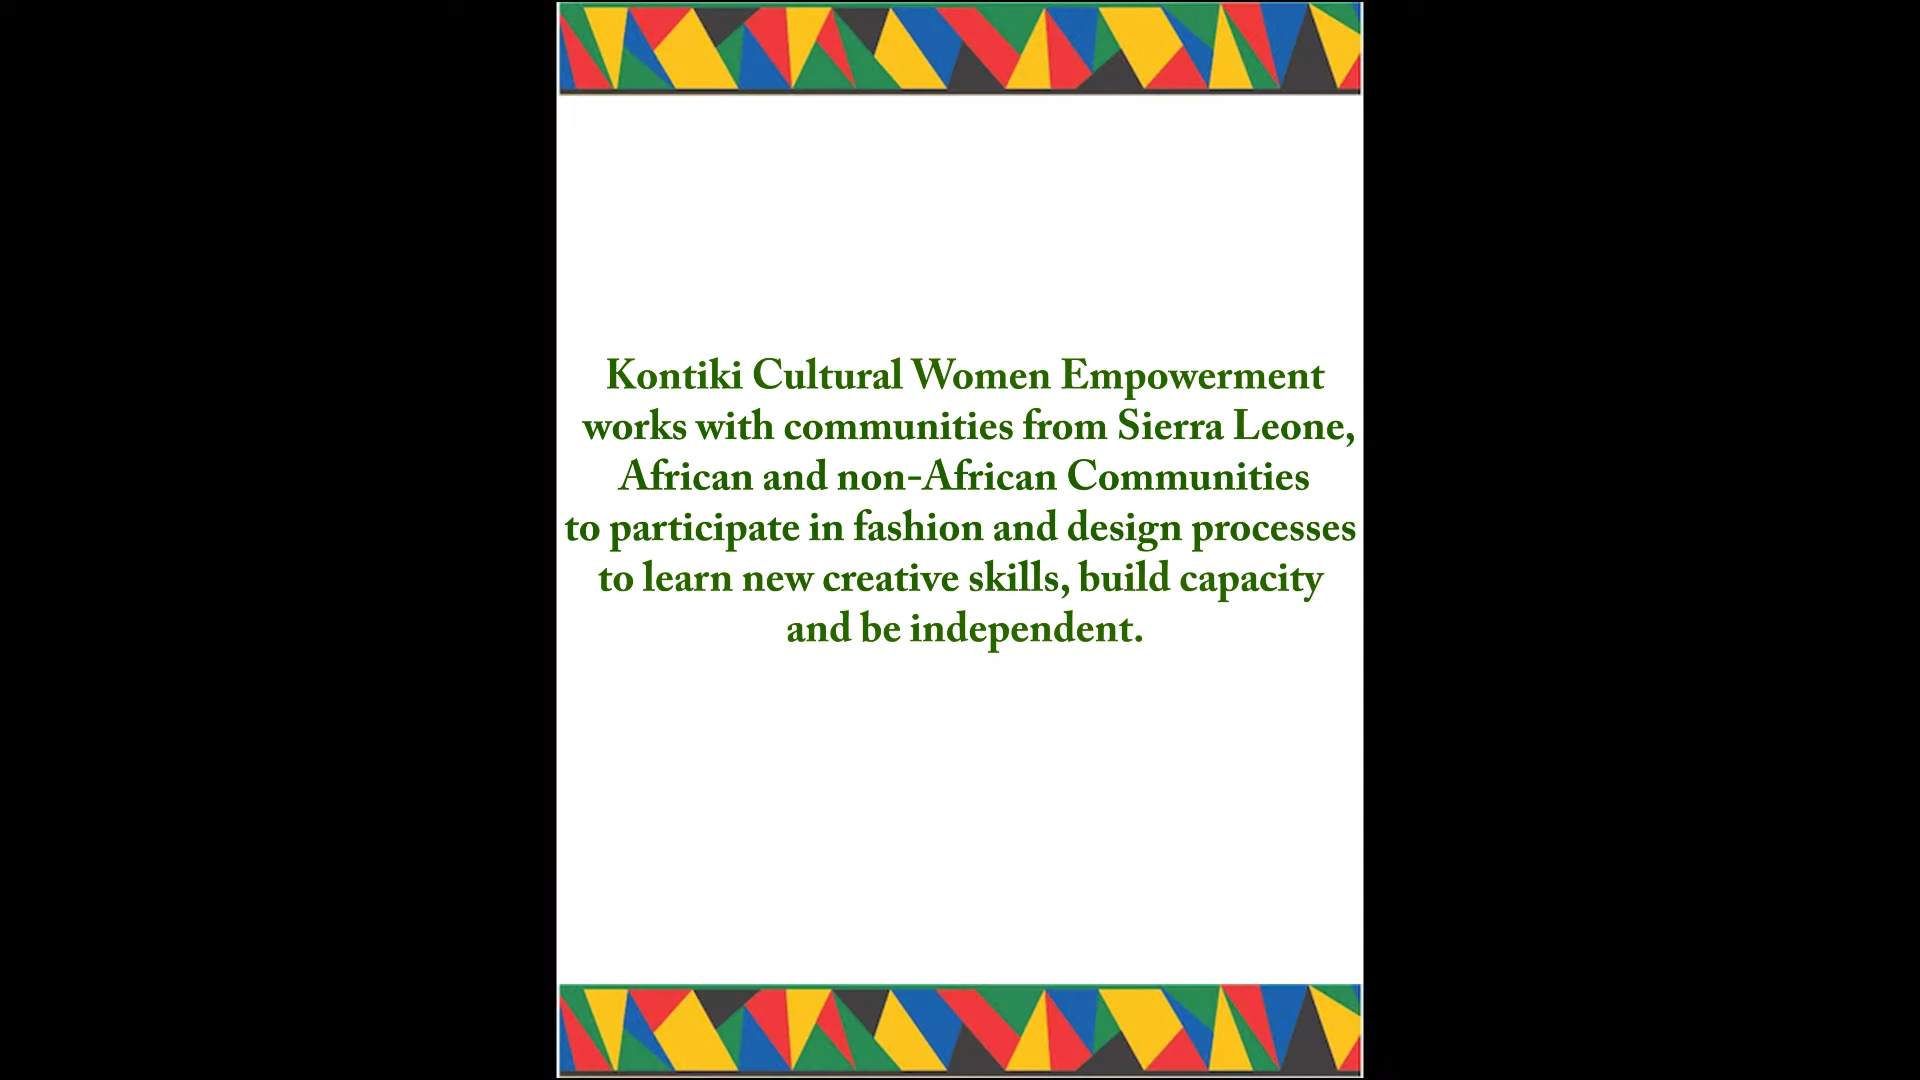 Kontiki Cultural Women Empowerment
works with communities from Sierra Leone,
African and non-African Communities
to participate in fashion and design processes
to learn new creative skills, build capacity
and be independent.